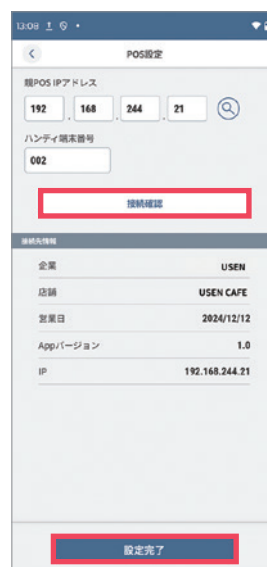 13:09
POS設定
親POS IPアドレス
192 . 168 . 244 . 21
ハンディ端末番号
002
接続確認
接続先情報
企業 USEN
店舗 USEN CAFE
営業日 2024/12/12
Appバージョン 1.0
IP 192.168.244.21
設定完了